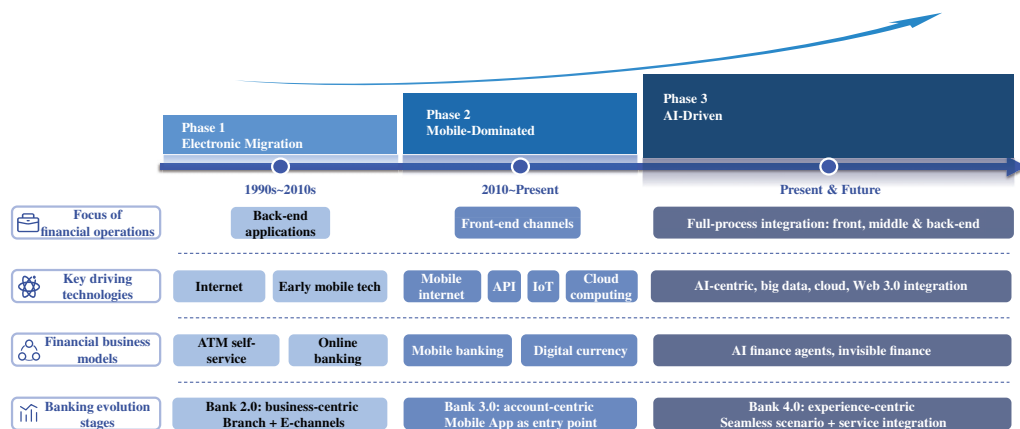 Phase 1
Electronic Migration
Phase 2
Mobile-Dominated
Phase 3
AI-Driven
1990s~2010s
2010~Present
Present & Future
Focus of
financial operations
Back-end
applications
Front-end channels
Full-process integration: front, middle & back-end
Key driving
technologies
Internet
Early mobile tech
Mobile
internet
API
IoT
Cloud
computing
AI-centric, big data, cloud, Web 3.0 integration
Financial business
models
ATM self-
service
Online
banking
Mobile banking
Digital currency
AI finance agents, invisible finance
Banking evolution
stages
Bank 2.0: business-centric
Branch + E-channels
Bank 3.0: account-centric
Mobile App as entry point
Bank 4.0: experience-centric
Seamless scenario + service integration